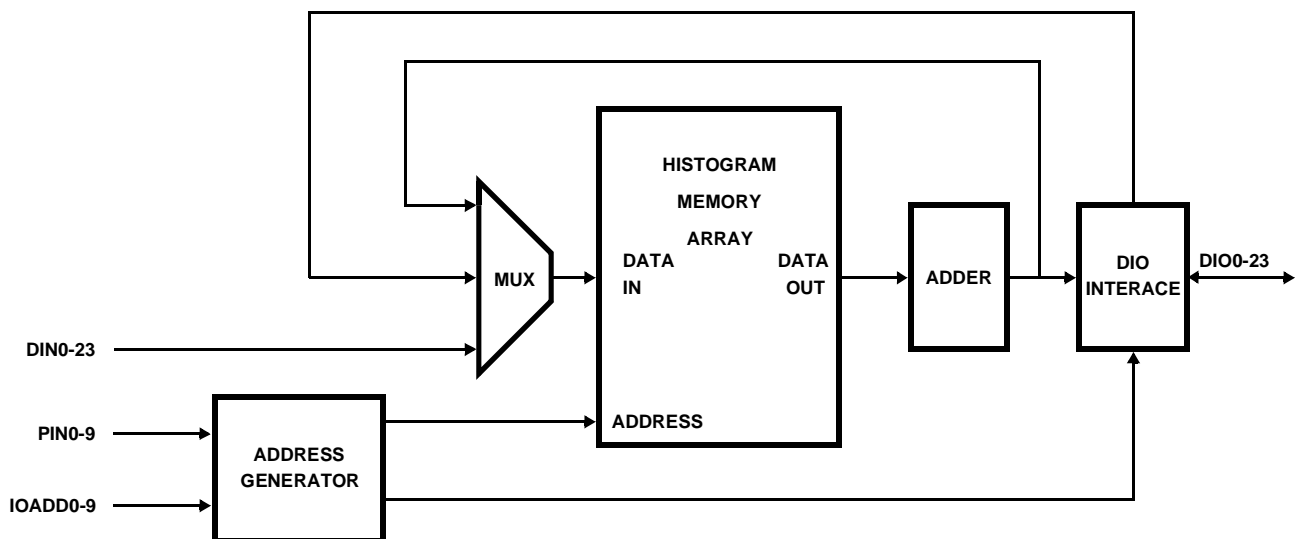 HISTOGRAM
MEMORY
ARRAY
DATA
IN
DATA
OUT
MUX
ADDER
DIO
INTERACE
DIO0-23
DIN0-23
ADDRESS
PIN0-9
ADDRESS
GENERATOR
IOADD0-9